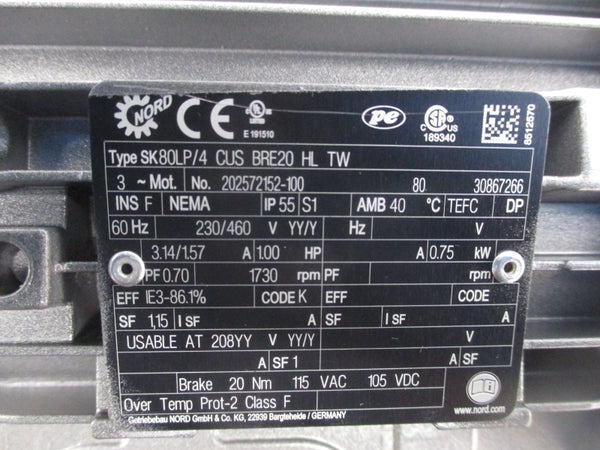 NORD CE UL LISTED E 191510 pe CSA C US 189340 8512570
Type SK80LP/4 CUS BRE20 HL TW
3 ~ Mot. No. 202572152-100 80 30867266
INS F NEMA IP 55 S1 AMB 40 °C TEFC DP
60 Hz 230/460 V YY/Y Hz V
3.14/1.57 A 1.00 HP A 0.75 kW
PF 0.70 1730 rpm PF rpm
EFF IE3-86.1% CODE K EFF CODE
SF 1,15 I SF A SF I SF A
USABLE AT 208YY V YY/Y V
A SF 1 A SF
Brake 20 Nm 115 VAC 105 VDC
Over Temp Prot-2 Class F
Getriebebau NORD GmbH & Co. KG, 22939 Bargteheide / GERMANY
www.nord.com